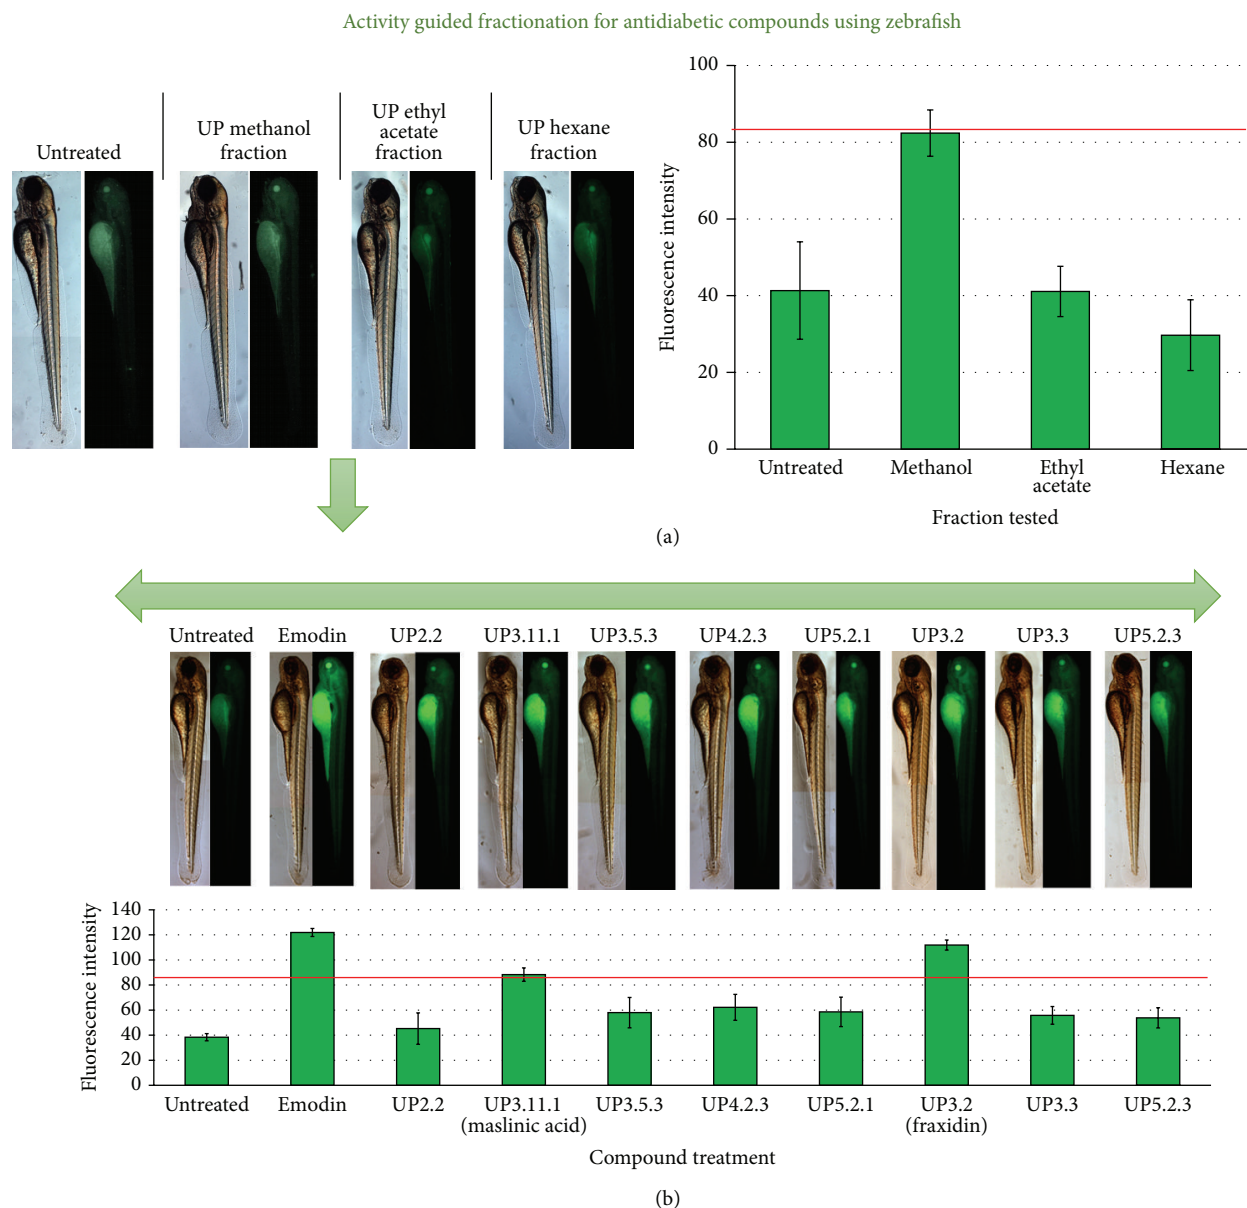 Activity guided fractionation for antidiabetic compounds using zebrafish
Untreated
UP methanol
fraction
UP ethyl
acetate
fraction
UP hexane
fraction
Fluorescence intensity
100
80
60
40
20
0
Untreated
Methanol
Ethyl
acetate
Hexane
Fraction tested
(a)
Untreated Emodin UP2.2 UP3.11.1 UP3.5.3 UP4.2.3 UP5.2.1 UP3.2 UP3.3 UP5.2.3
Fluorescence intensity
140
120
100
80
60
40
20
0
Untreated Emodin UP2.2 UP3.11.1 UP3.5.3 UP4.2.3 UP5.2.1 UP3.2 UP3.3 UP5.2.3
(maslinic acid) (fraxidin)
Compound treatment
(b)